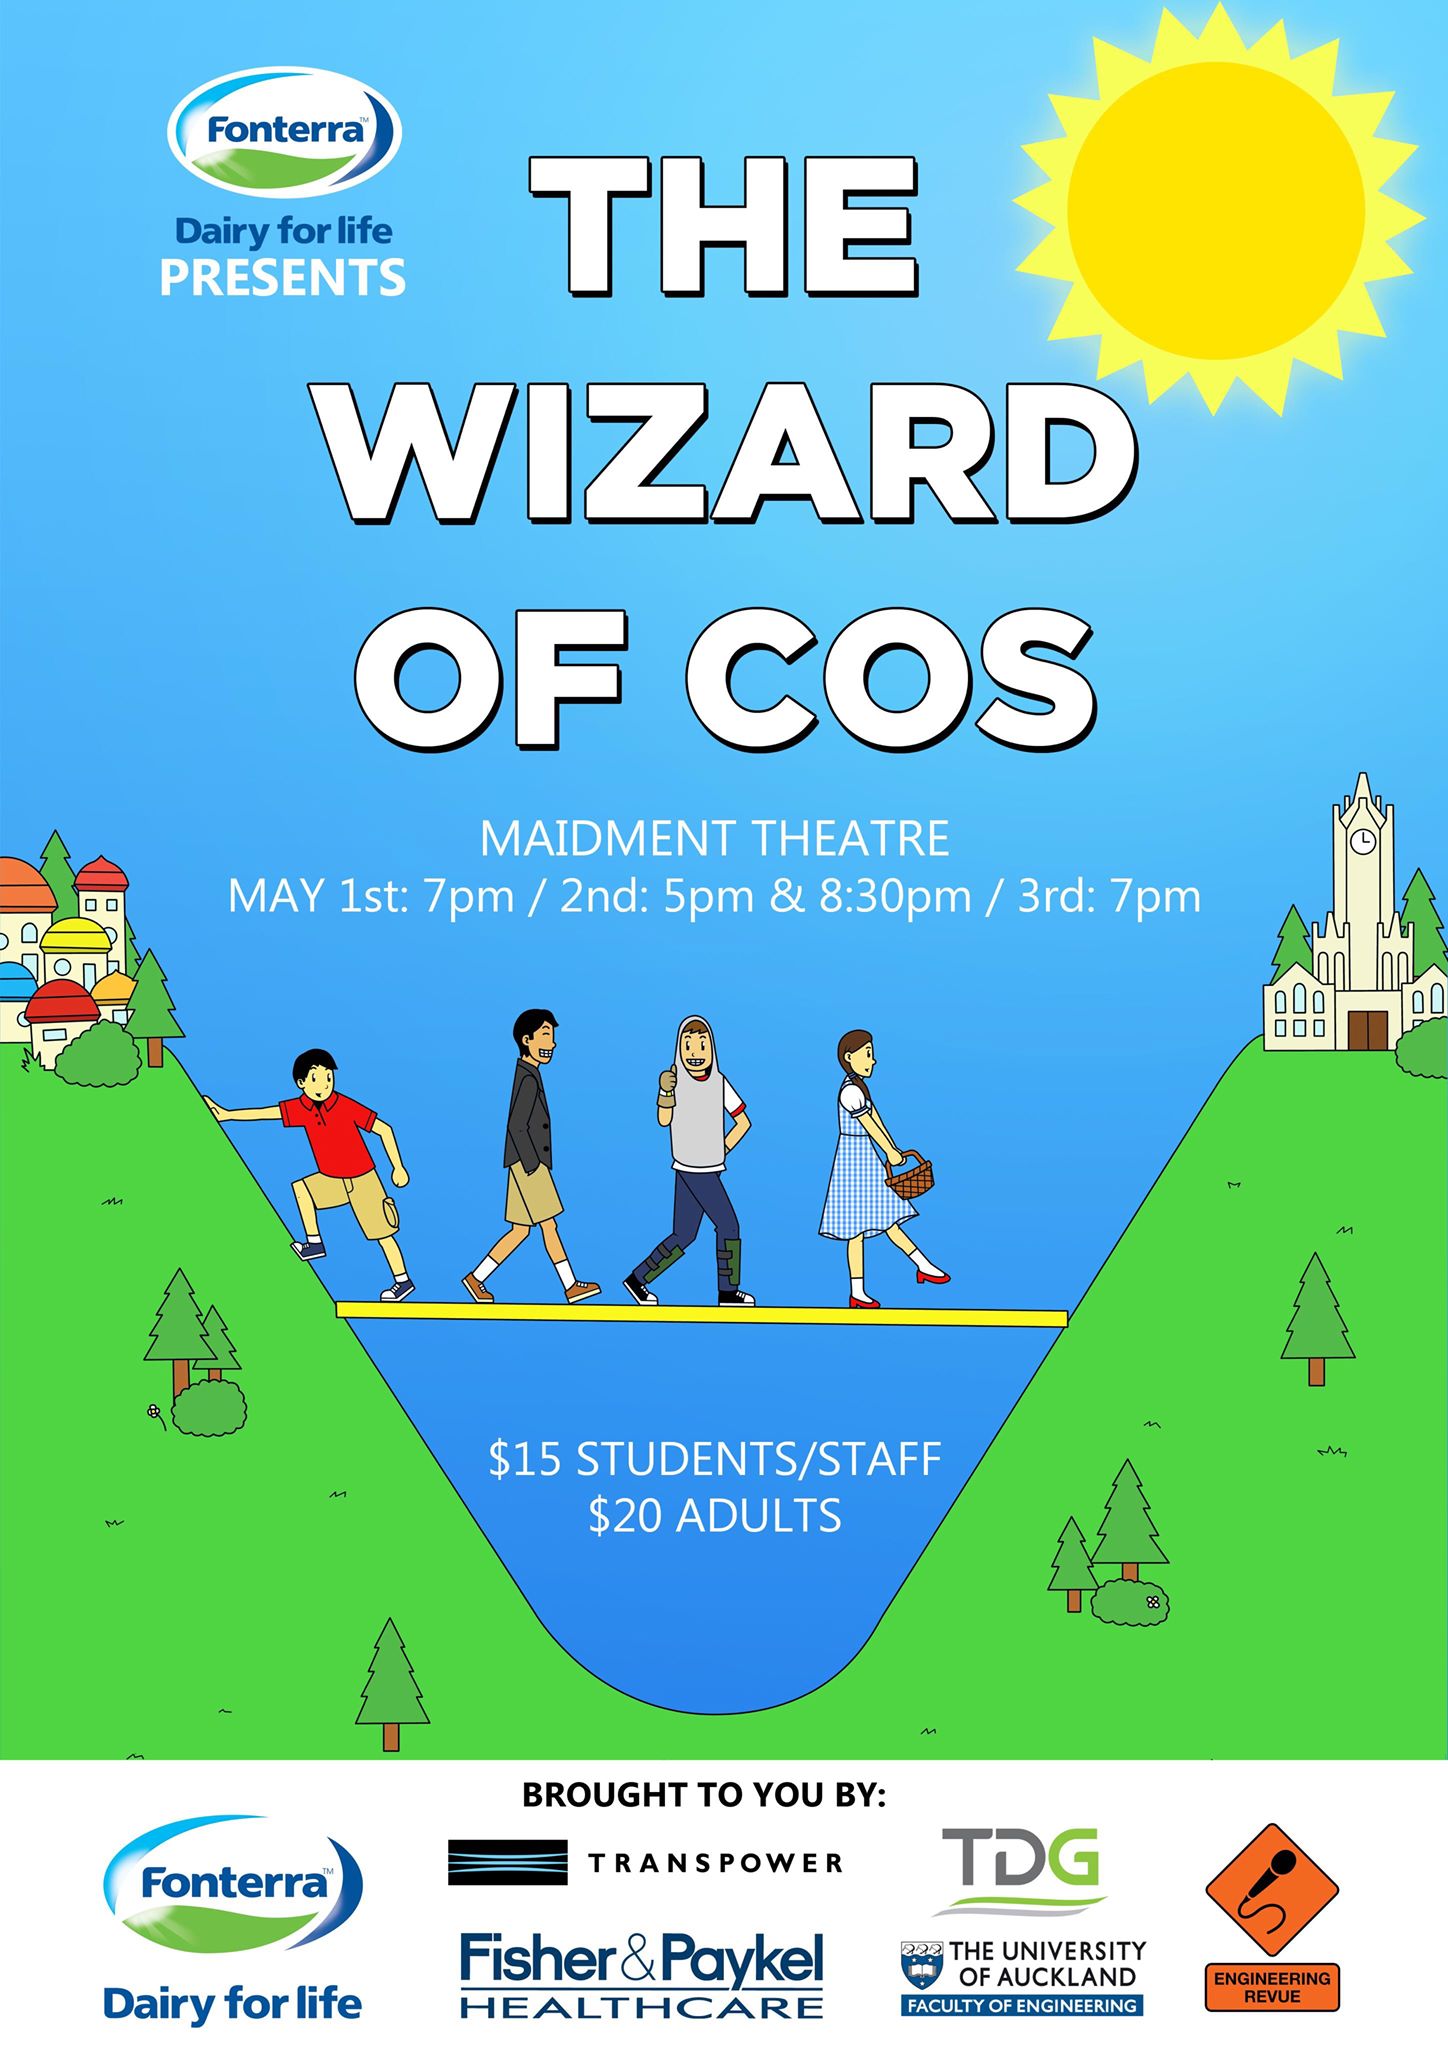 Fonterra™
Dairy for life
PRESENTS
THE
WIZARD
OF COS
MAIDMENT THEATRE
MAY 1st: 7pm / 2nd: 5pm & 8:30pm / 3rd: 7pm
$15 STUDENTS/STAFF
$20 ADULTS
BROUGHT TO YOU BY:
Fonterra™
Dairy for life
TRANSPOWER
Fisher&Paykel
HEALTHCARE
TDG
THE UNIVERSITY
OF AUCKLAND
FACULTY OF ENGINEERING
ENGINEERING
REVUE